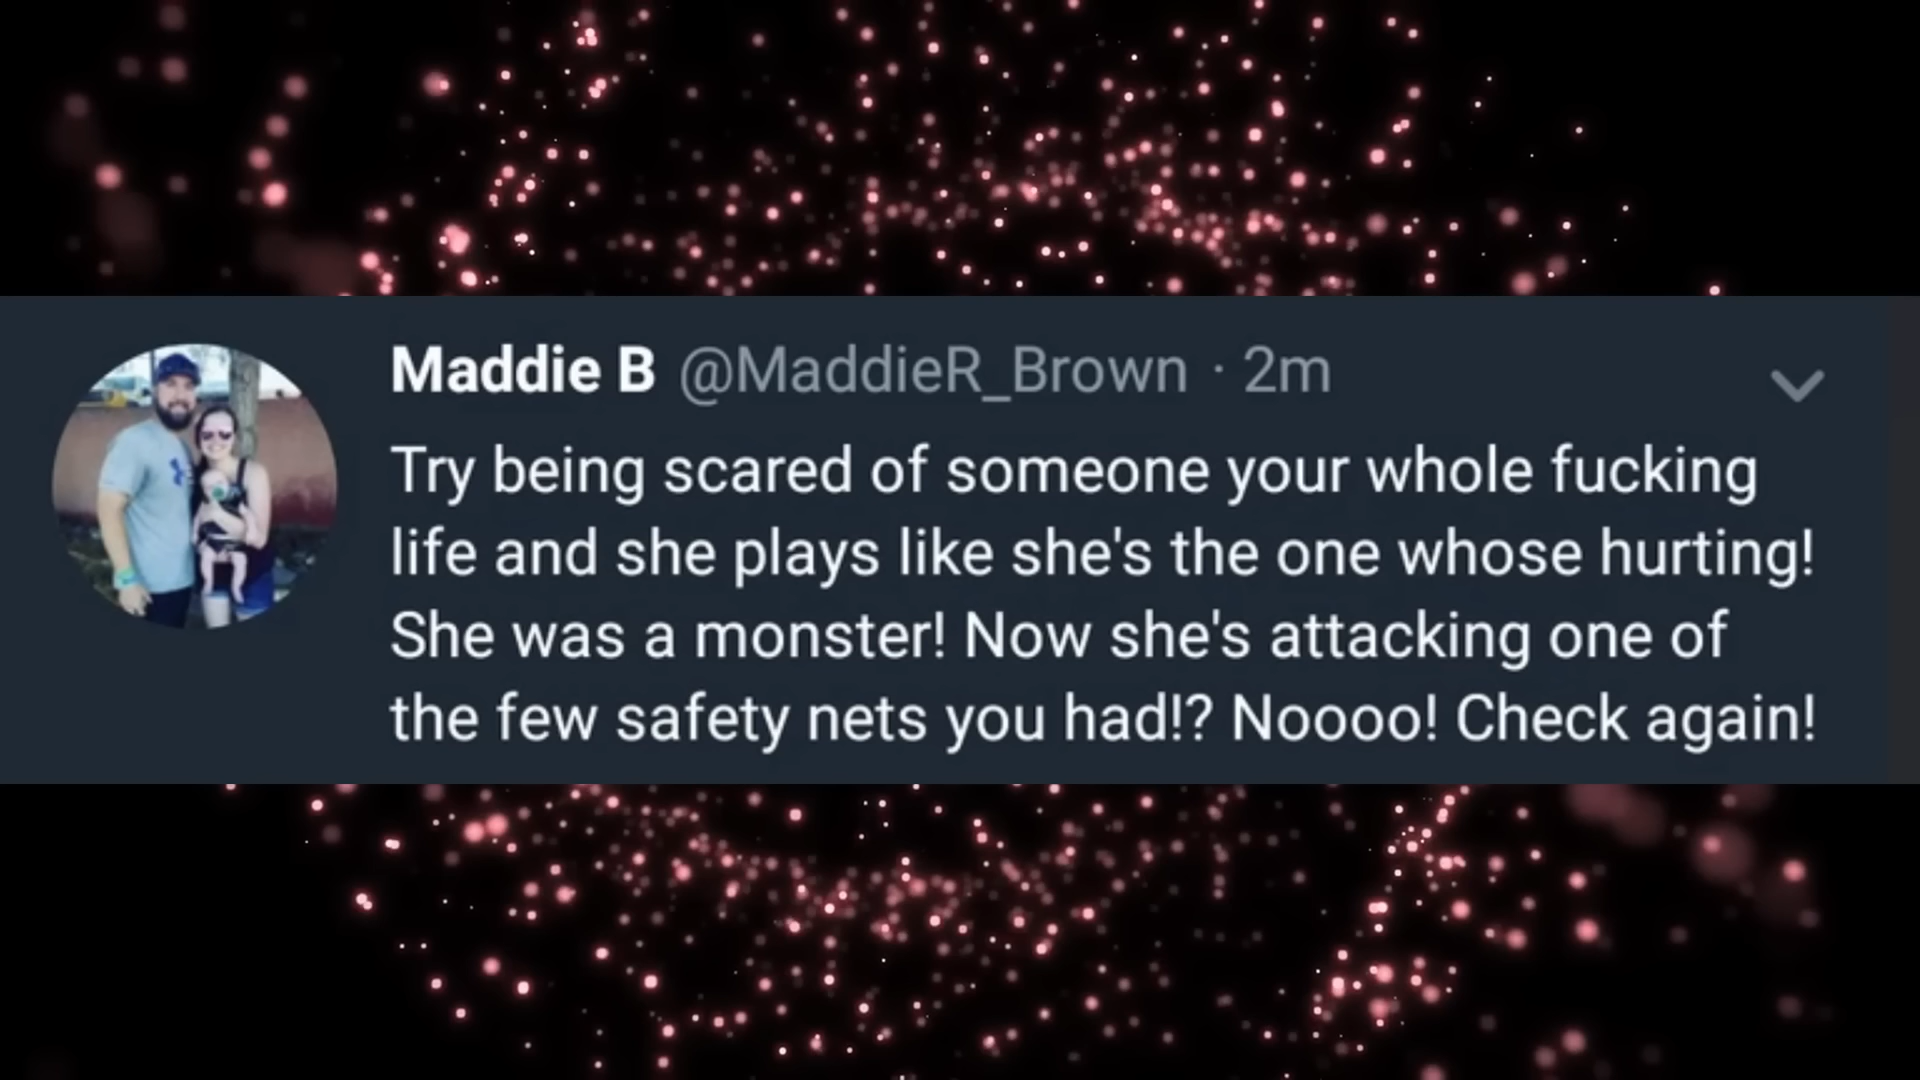 Maddie B @MaddieR_Brown · 2m
Try being scared of someone your whole fucking
life and she plays like she's the one whose hurting!
She was a monster! Now she's attacking one of
the few safety nets you had!? Noooo! Check again!